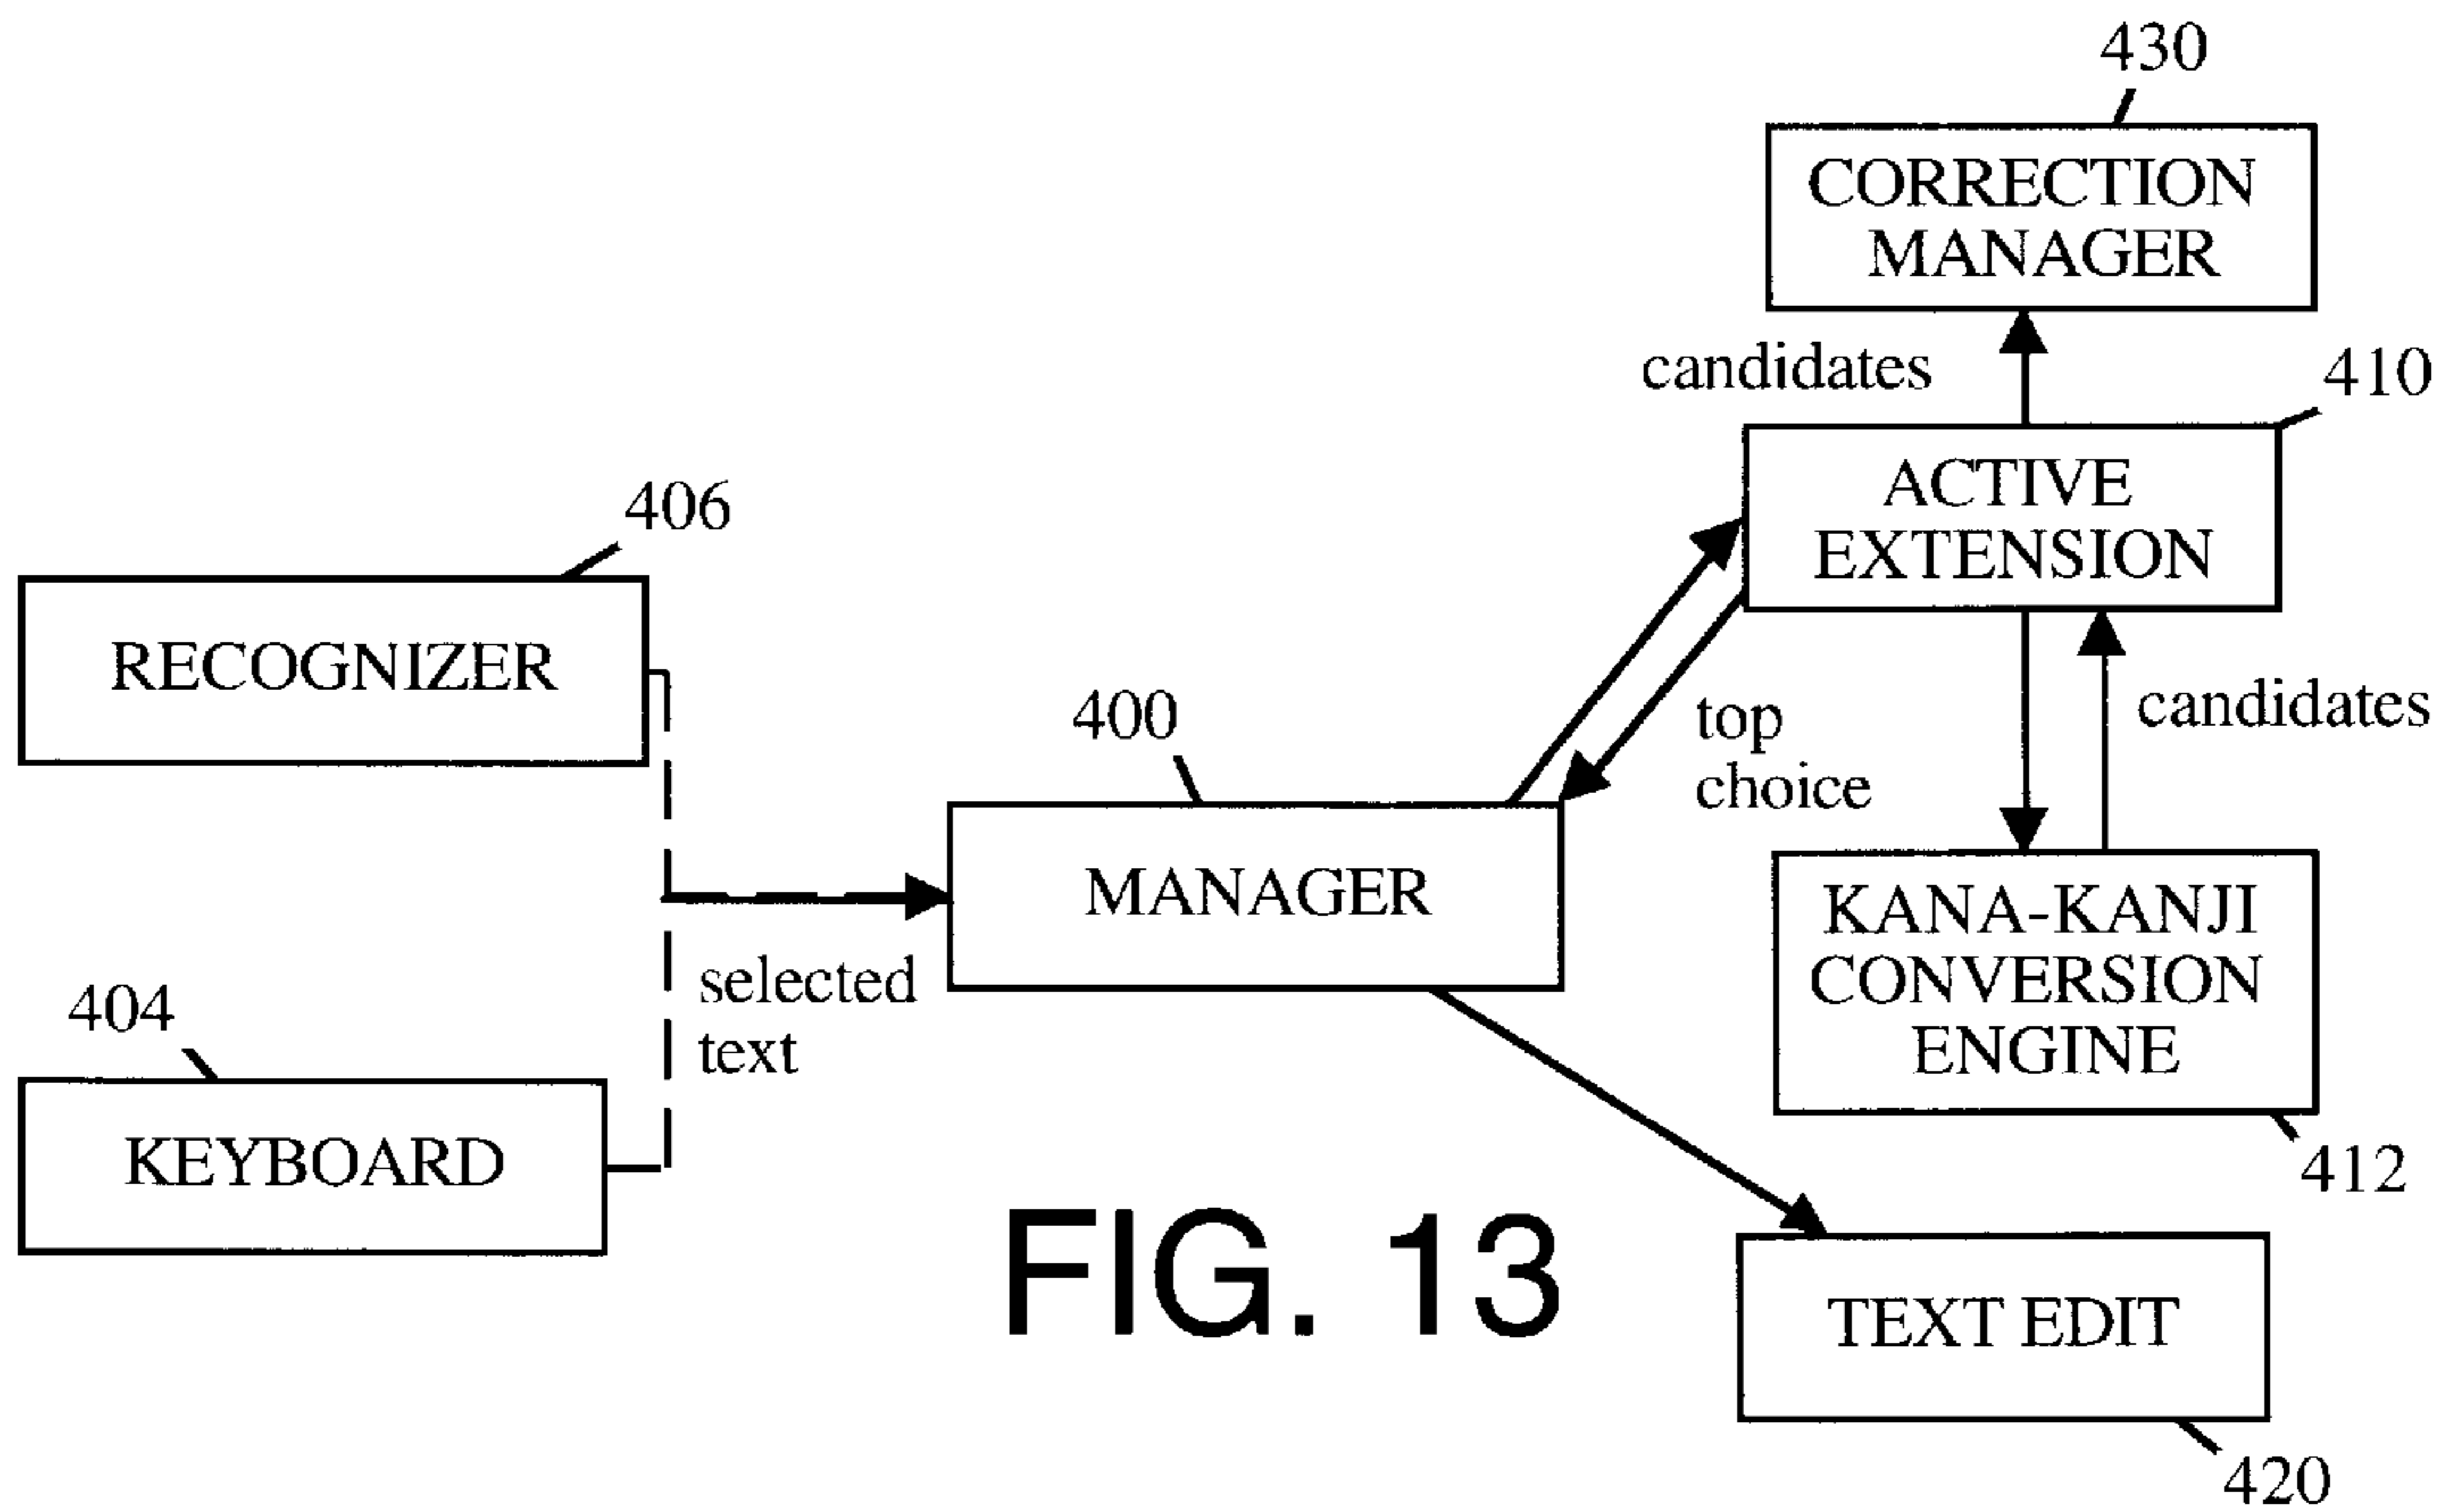 430
CORRECTION
MANAGER
candidates
410
ACTIVE
EXTENSION
406
RECOGNIZER
400
top
choice
candidates
MANAGER
KANA-KANJI
CONVERSION
ENGINE
selected
text
404
KEYBOARD
412
FIG. 13
TEXT EDIT
420